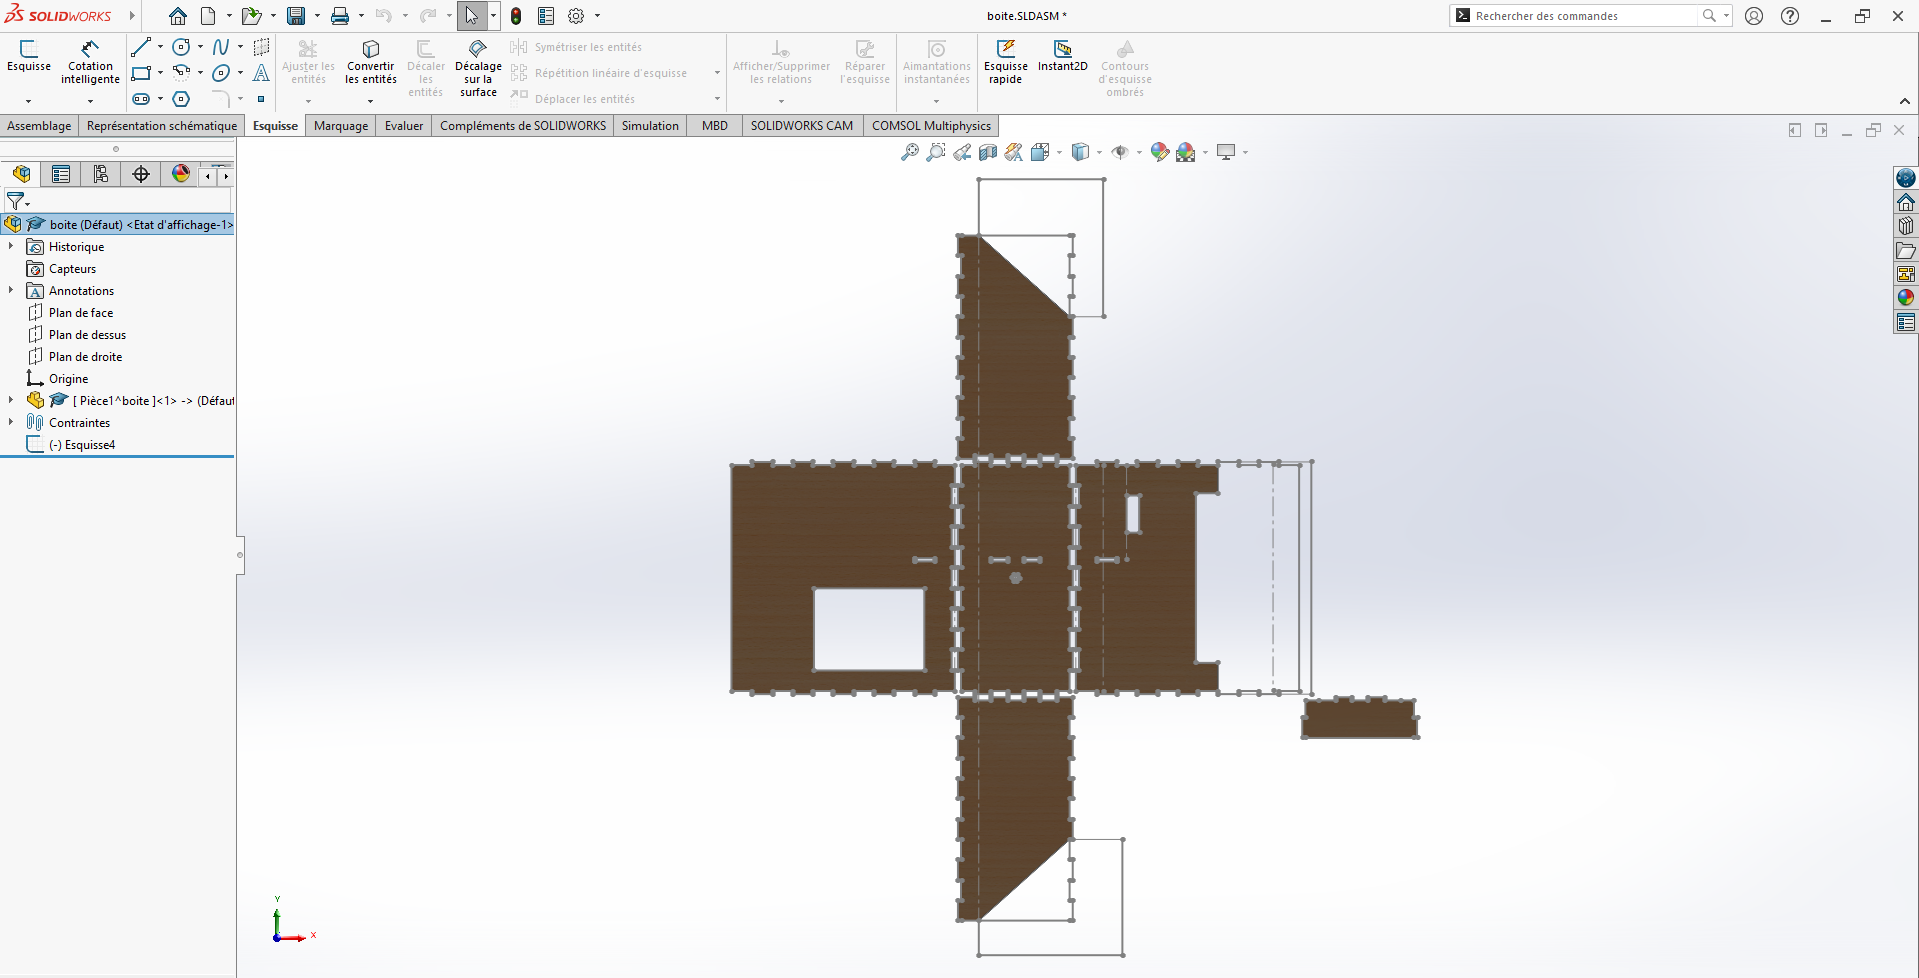 SOLIDWORKS
boite.SLDASM *
Rechercher des commandes
Esquisse
Cotation intelligente
Ajuster les entités
Convertir les entités
Décaler les entités
Décalage sur la surface
Symétriser les entités
Répétition linéaire d'esquisse
Déplacer les entités
Afficher/Supprimer les relations
Réparer l'esquisse
Aimantations instantanées
Esquisse rapide
Instant2D
Contours d'esquisse ombrés
Assemblage
Représentation schématique
Esquisse
Marquage
Evaluer
Compléments de SOLIDWORKS
Simulation
MBD
SOLIDWORKS CAM
COMSOL Multiphysics
boite (Défaut) <Etat d'affichage-1>
Historique
Capteurs
Annotations
Plan de face
Plan de dessus
Plan de droite
Origine
[ Pièce1^boite ]<1> -> (Défaut
Contraintes
(-) Esquisse4
Y
X